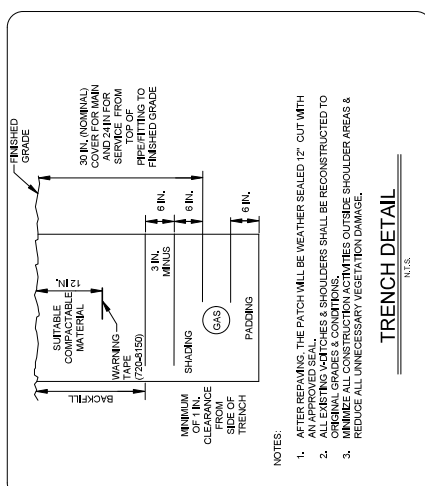 FINISHED
GRADE
30 IN. (NOMINAL)
COVER FOR MAIN
AND 24 IN FOR
SERVICE FROM
TOP OF
PIPE/FITTING TO
FINISHED GRADE
12 IN.
SUITABLE
COMPACTABLE
MATERIAL
WARNING
TAPE
(720-8150)
BACKFILL
3 IN.
MINUS
6 IN.
SHADING
6 IN.
GAS
MINIMUM
OF 1 IN.
CLEARANCE
FROM
SIDE OF
TRENCH
PADDING
6 IN.
NOTES:
1. AFTER REPAVING, THE PATCH WILL BE WEATHER SEALED 12" CUT WITH
AN APPROVED SEAL.
2. ALL EXISTING V-DITCHES & SHOULDERS SHALL BE RECONSTRUCTED TO
ORIGINAL GRADES & CONDITIONS.
3. MINIMIZE ALL CONSTRUCTION ACTIVITIES OUTSIDE SHOULDER AREAS &
REDUCE ALL UNNECESSARY VEGETATION DAMAGE.
TRENCH DETAIL
N.T.S.